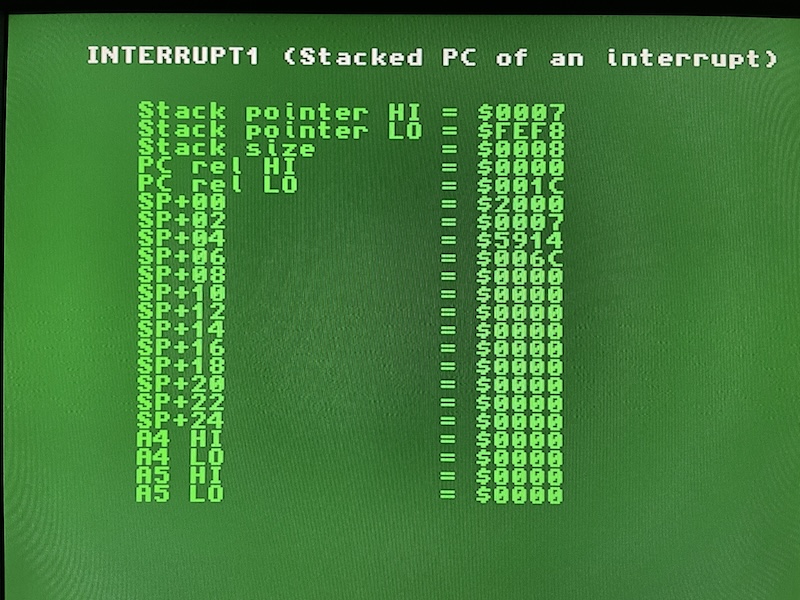 INTERRUPT1 (Stacked PC of an interrupt)
Stack pointer HI = $0007
Stack pointer LO = $FEF8
Stack size = $0008
PC rel HI = $0000
PC rel LO = $001C
SP+00 = $2000
SP+02 = $0007
SP+04 = $5914
SP+06 = $006C
SP+08 = $0000
SP+10 = $0000
SP+12 = $0000
SP+14 = $0000
SP+16 = $0000
SP+18 = $0000
SP+20 = $0000
SP+22 = $0000
SP+24 = $0000
A4 HI = $0000
A4 LO = $0000
A5 HI = $0000
A5 LO = $0000